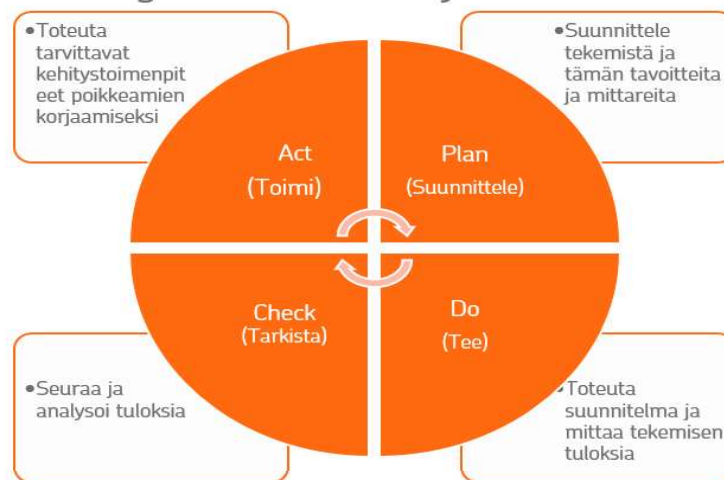 •Toteuta
tarvittavat
kehitystoimenpit
eet poikkeamien
korjaamiseksi
•Suunnittele
tekemistä ja
tämän tavoitteita
ja mittareita
Act
(Toimi)
Plan
(Suunnittele)
Check
(Tarkista)
Do
(Tee)
•Seuraa ja
analysoi tuloksia
•Toteuta
suunnitelma ja
mittaa tekemisen
tuloksia